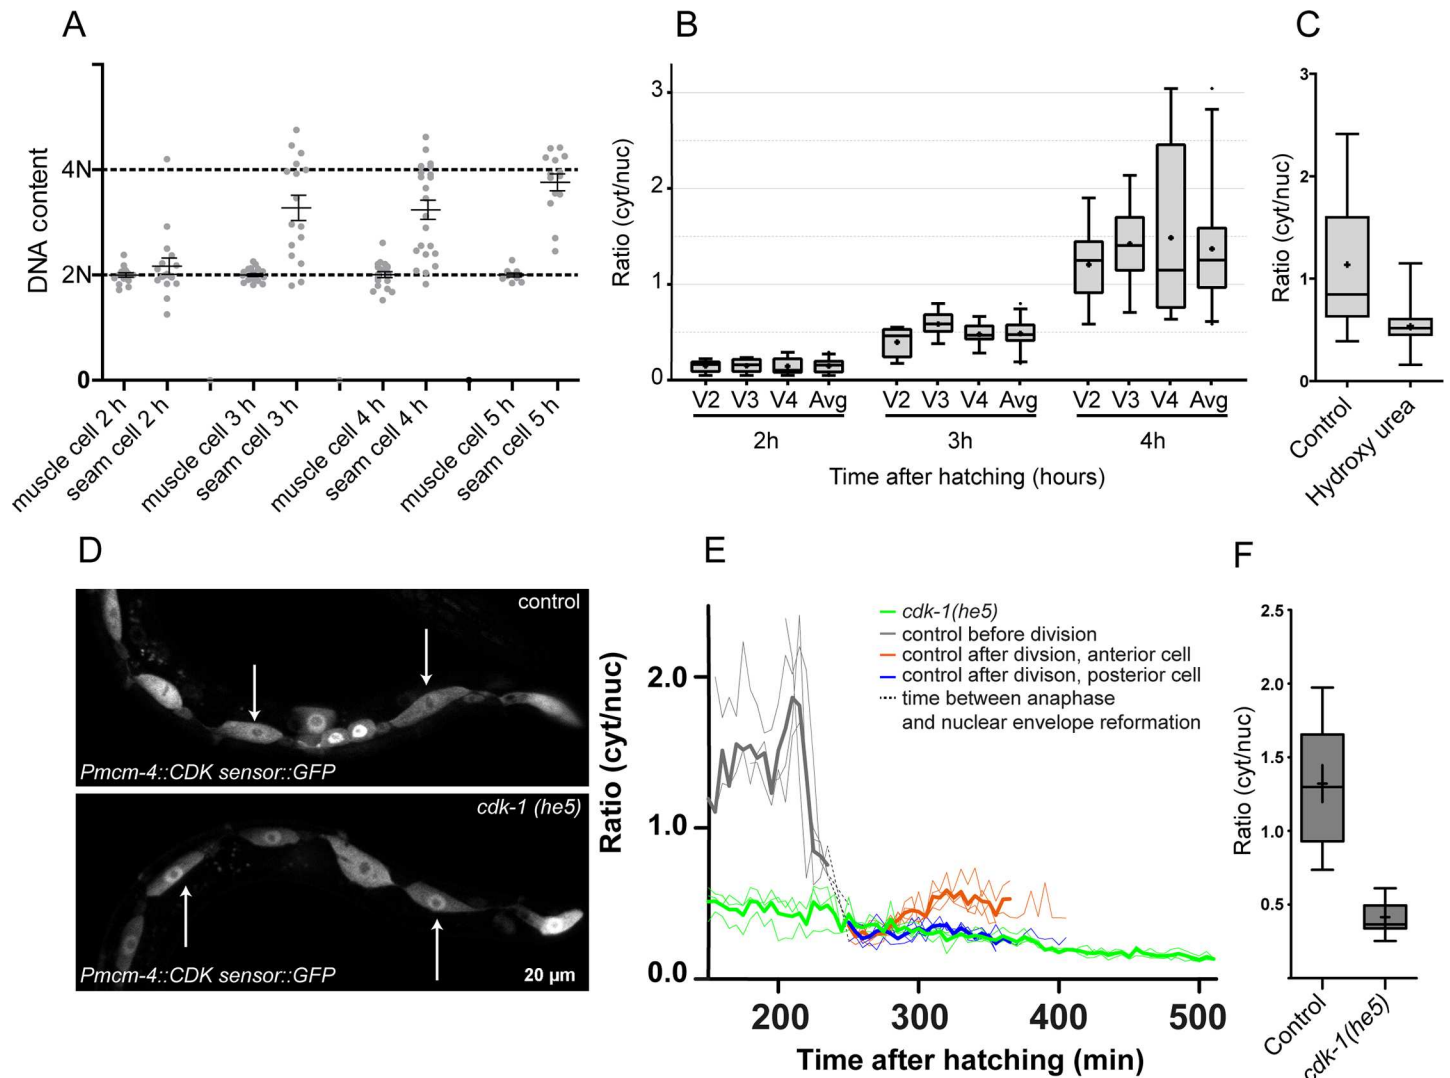 A
DNA content
4N
2N
0
muscle cell 2 h
seam cell 2 h
muscle cell 3 h
seam cell 3 h
muscle cell 4 h
seam cell 4 h
muscle cell 5 h
seam cell 5 h
B
Ratio (cyt/nuc)
3
2
1
0
V2 V3 V4 Avg V2 V3 V4 Avg V2 V3 V4 Avg
2h 3h 4h
Time after hatching (hours)
C
Ratio (cyt/nuc)
3
2
1
0
Control
Hydroxy urea
D
control
Pmcm-4::CDK sensor::GFP
cdk-1 (he5)
Pmcm-4::CDK sensor::GFP
20 µm
E
Ratio (cyt/nuc)
2.0
1.0
0.0
cdk-1(he5)
control before division
control after divsion, anterior cell
control after divison, posterior cell
time between anaphase
and nuclear envelope reformation
200 300 400 500
Time after hatching (min)
F
Ratio (cyt/nuc)
2.5
2.0
1.5
1.0
0.5
Control
cdk-1(he5)